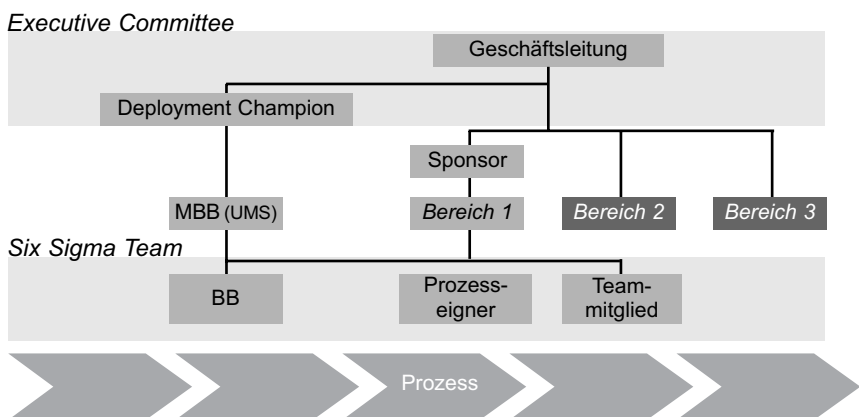 Executive Committee
Geschäftsleitung
Deployment Champion
Sponsor
MBB (UMS)
Bereich 1
Bereich 2
Bereich 3
Six Sigma Team
BB
Prozess-
eigner
Team-
mitglied
Prozess